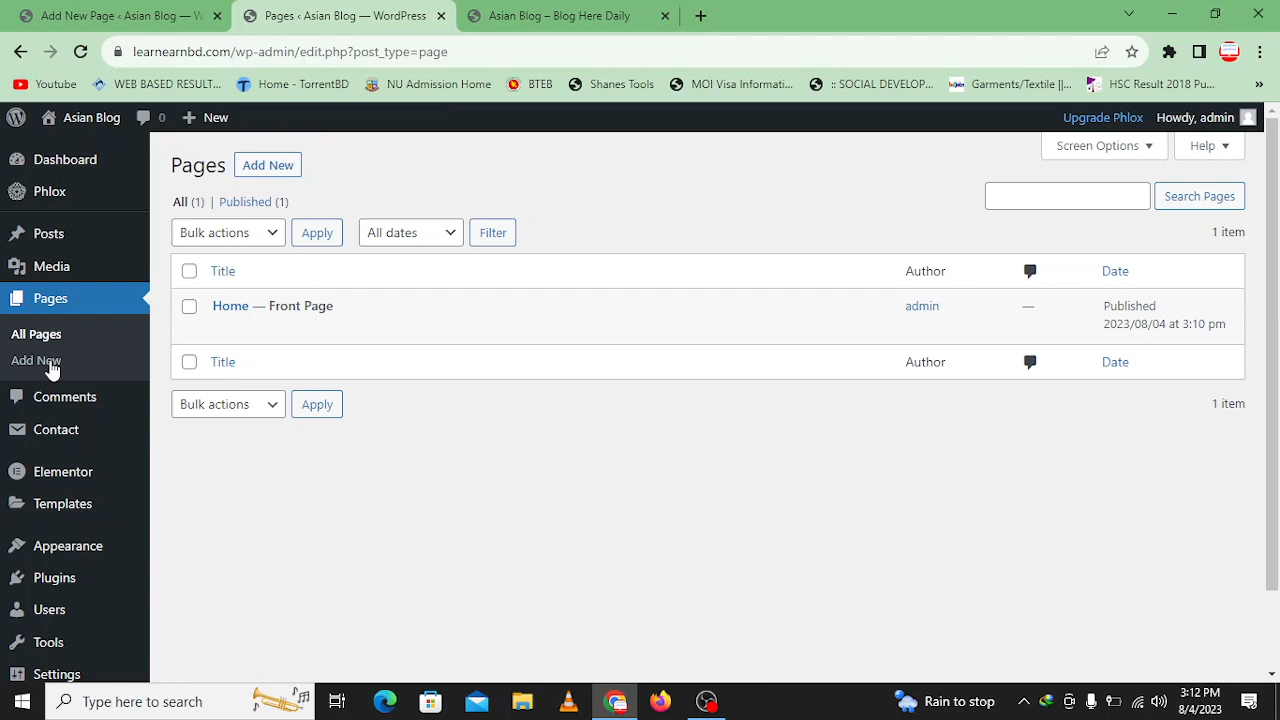 Add New Page ‹ Asian Blog — W
Pages ‹ Asian Blog — WordPress
Asian Blog – Blog Here Daily
learnearnbd.com/wp-admin/edit.php?post_type=page
Youtube
WEB BASED RESULT...
Home - TorrentBD
NU Admission Home
BTEB
Shanes Tools
MOI Visa Informati...
:: SOCIAL DEVELOP...
Garments/Textile ||...
HSC Result 2018 Pu...
»
Asian Blog
0
New
Upgrade Phlox
Howdy, admin
Dashboard
Phlox
Posts
Media
Pages
All Pages
Add New
Comments
Contact
Elementor
Templates
Appearance
Plugins
Users
Tools
Settings
Screen Options
Help
Pages
Add New
All (1) | Published (1)
Search Pages
Bulk actions
Apply
All dates
Filter
1 item
Title
Author
Date
Home — Front Page
admin
—
Published
2023/08/04 at 3:10 pm
Title
Author
Date
Bulk actions
Apply
1 item
Type here to search
Rain to stop
3:12 PM
8/4/2023